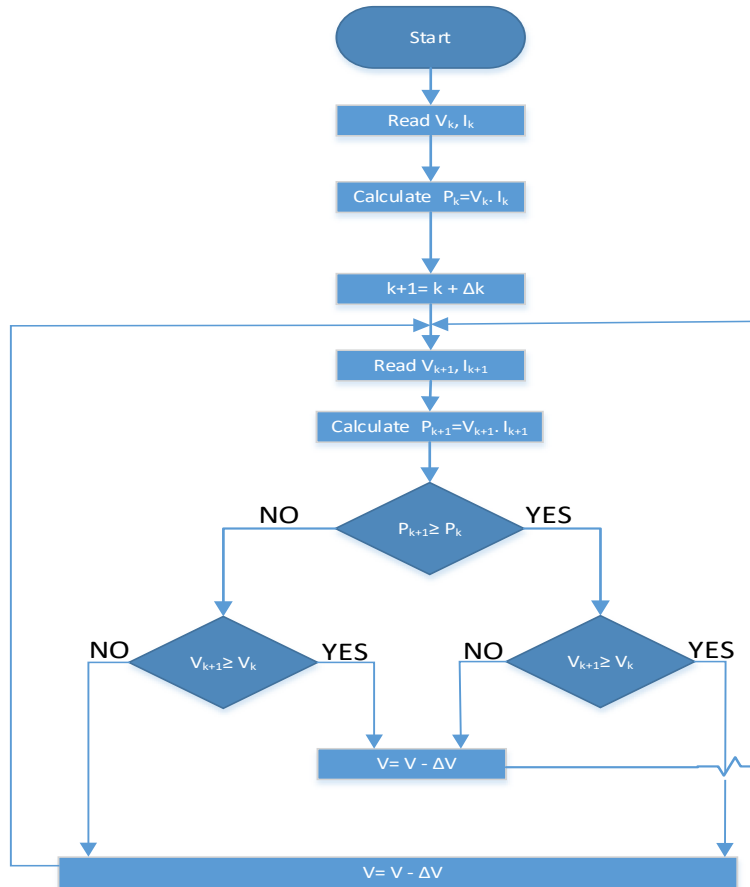 Start
Read Vₖ, Iₖ
Calculate Pₖ=Vₖ. Iₖ
k+1= k + Δk
Read Vₖ₊₁, Iₖ₊₁
Calculate Pₖ₊₁=Vₖ₊₁. Iₖ₊₁
NO
YES
Pₖ₊₁≥ Pₖ
NO
YES
NO
YES
Vₖ₊₁≥ Vₖ
Vₖ₊₁≥ Vₖ
V= V - ΔV
V= V - ΔV